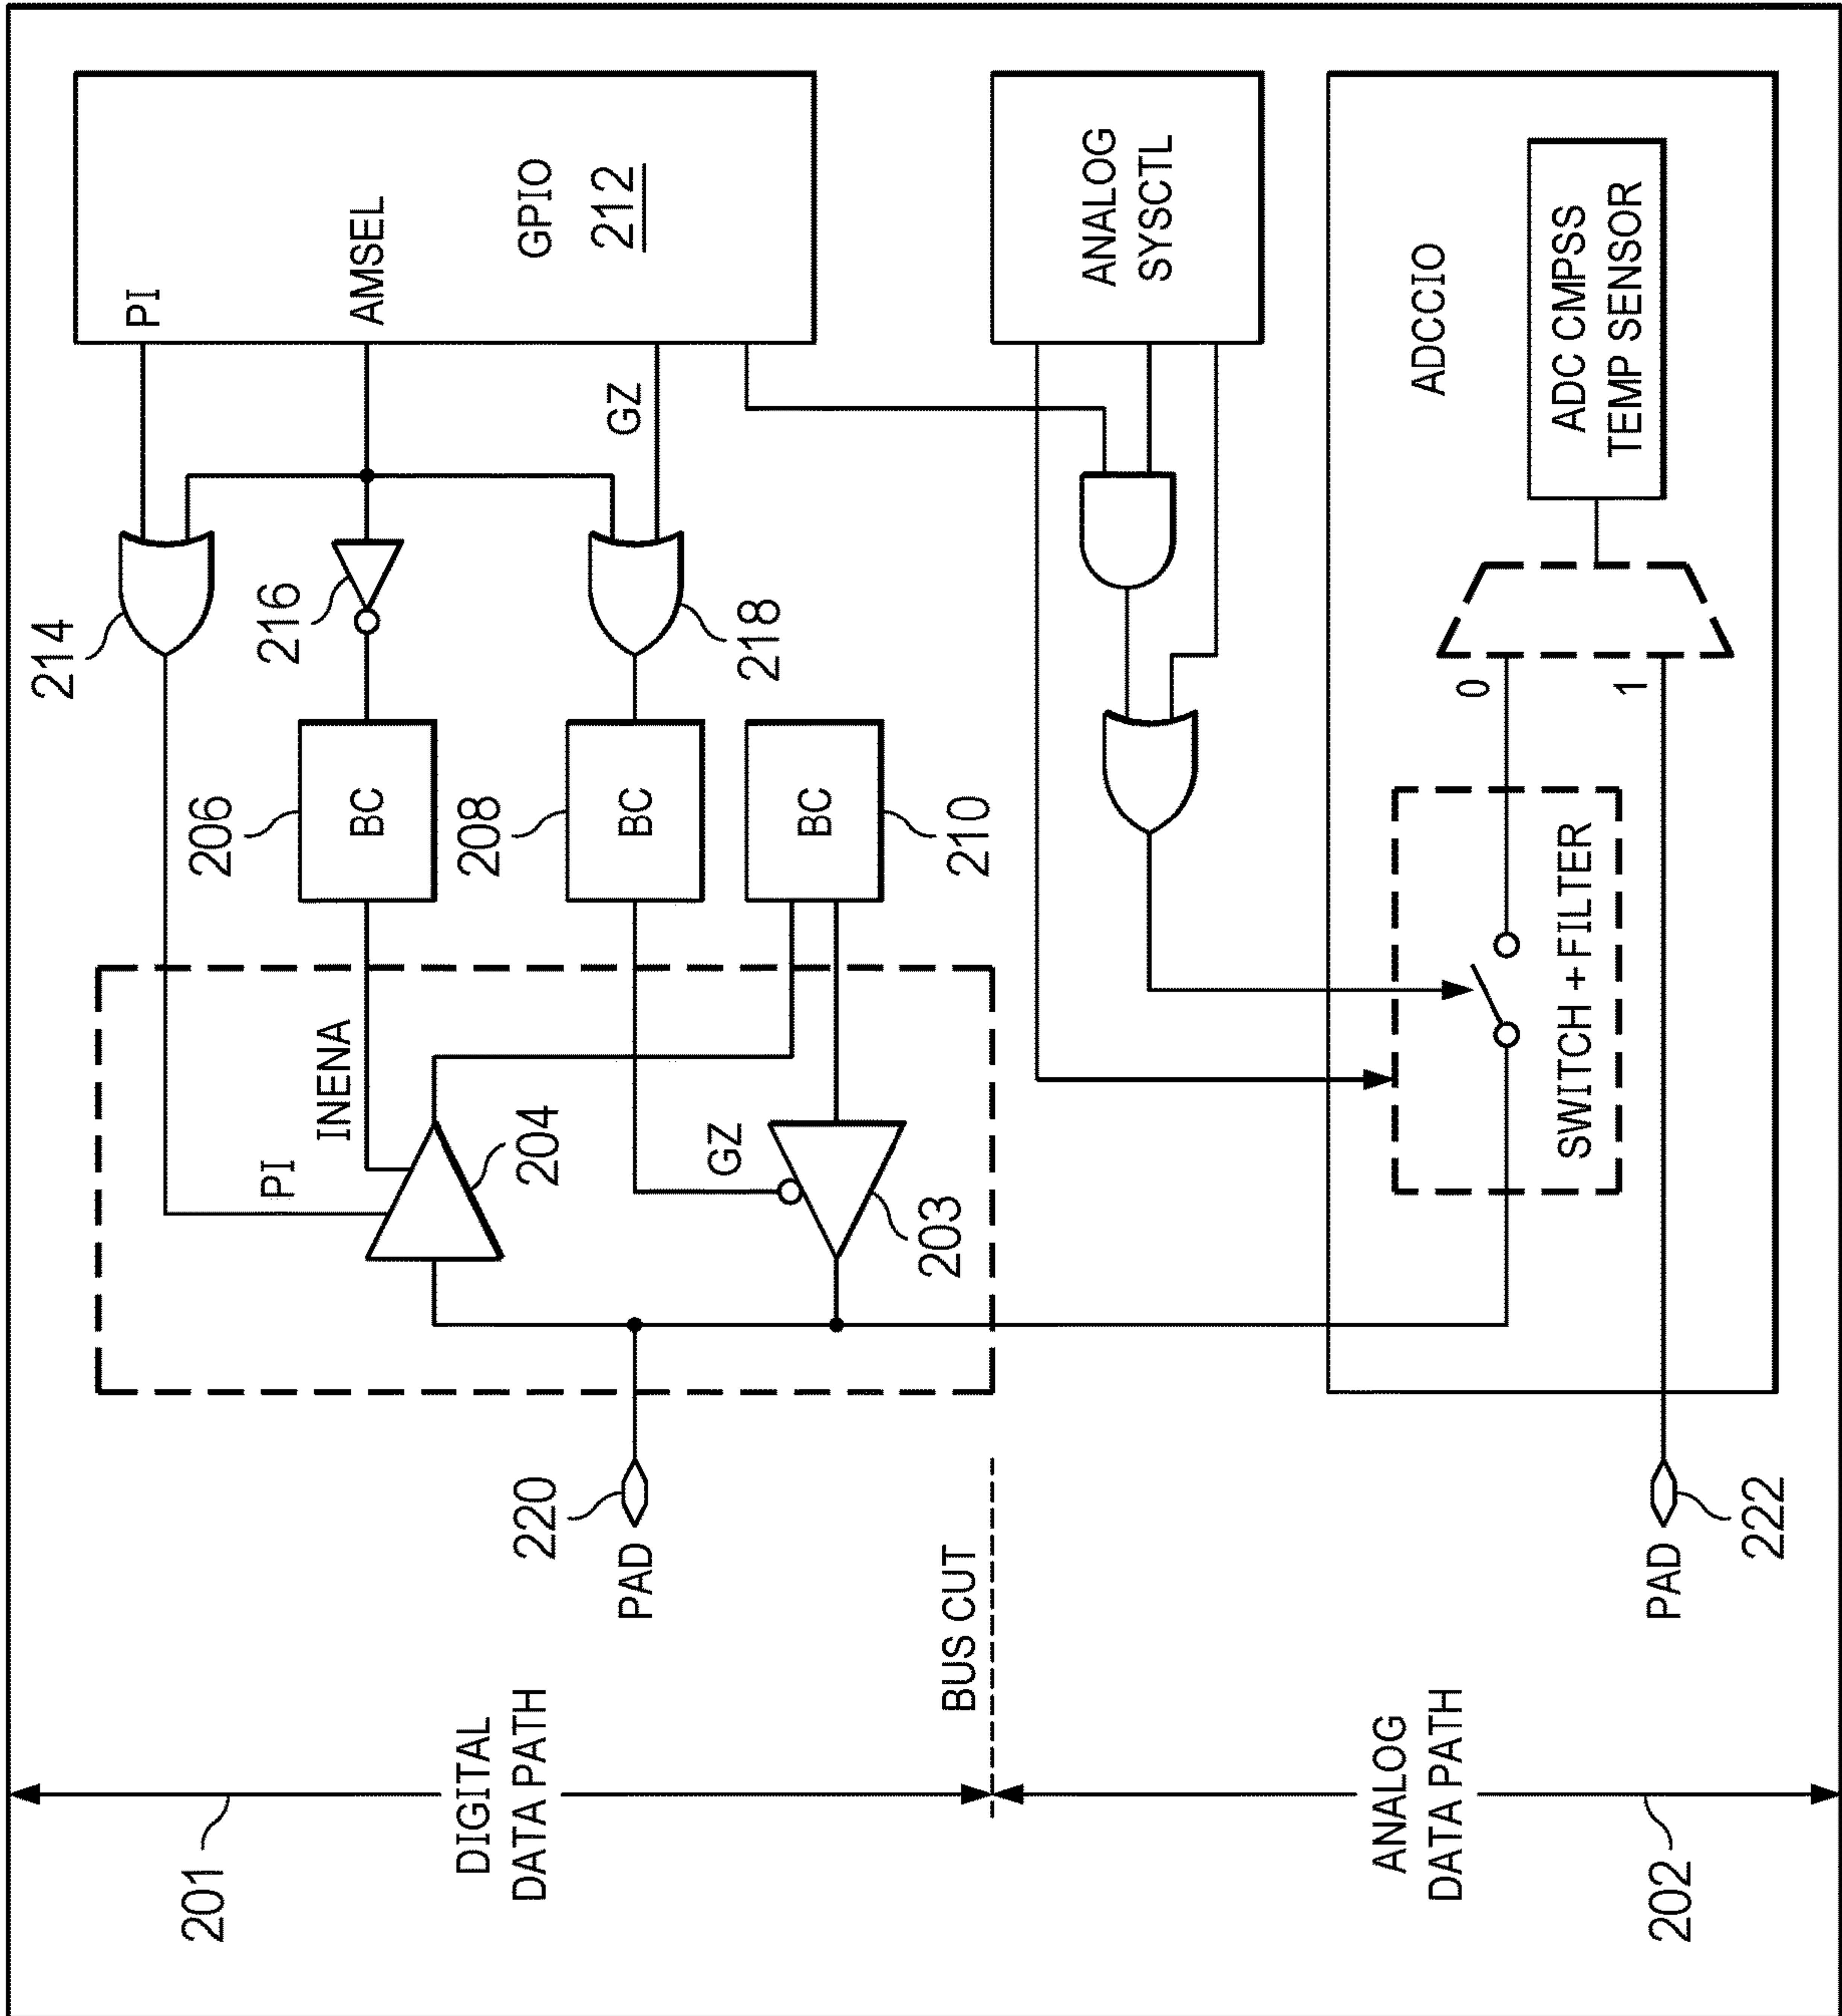 201
DIGITAL
DATA PATH
BUS CUT
ANALOG
DATA PATH
202
220
PAD
PAD
222
PI
INENA
204
GZ
203
206
BC
208
BC
BC
210
214
216
218
PI
AMSEL
GZ
GPIO
212
ANALOG
SYSCTL
ADCCIO
SWITCH + FILTER
0
1
ADC CMPSS
TEMP SENSOR